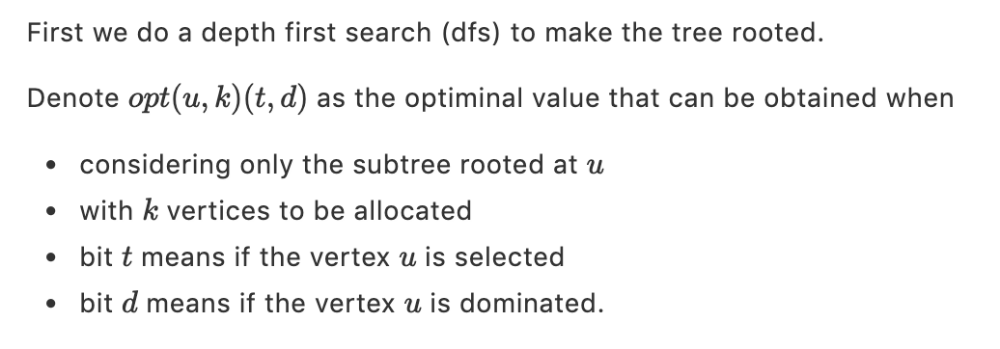 First we do a depth first search (dfs) to make the tree rooted.
Denote opt(u, k)(t, d) as the optiminal value that can be obtained when
• considering only the subtree rooted at u
• with k vertices to be allocated
• bit t means if the vertex u is selected
• bit d means if the vertex u is dominated.